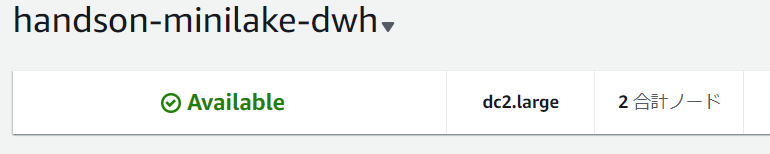 handson-minilake-dwh
Available dc2.large 2 合計ノード